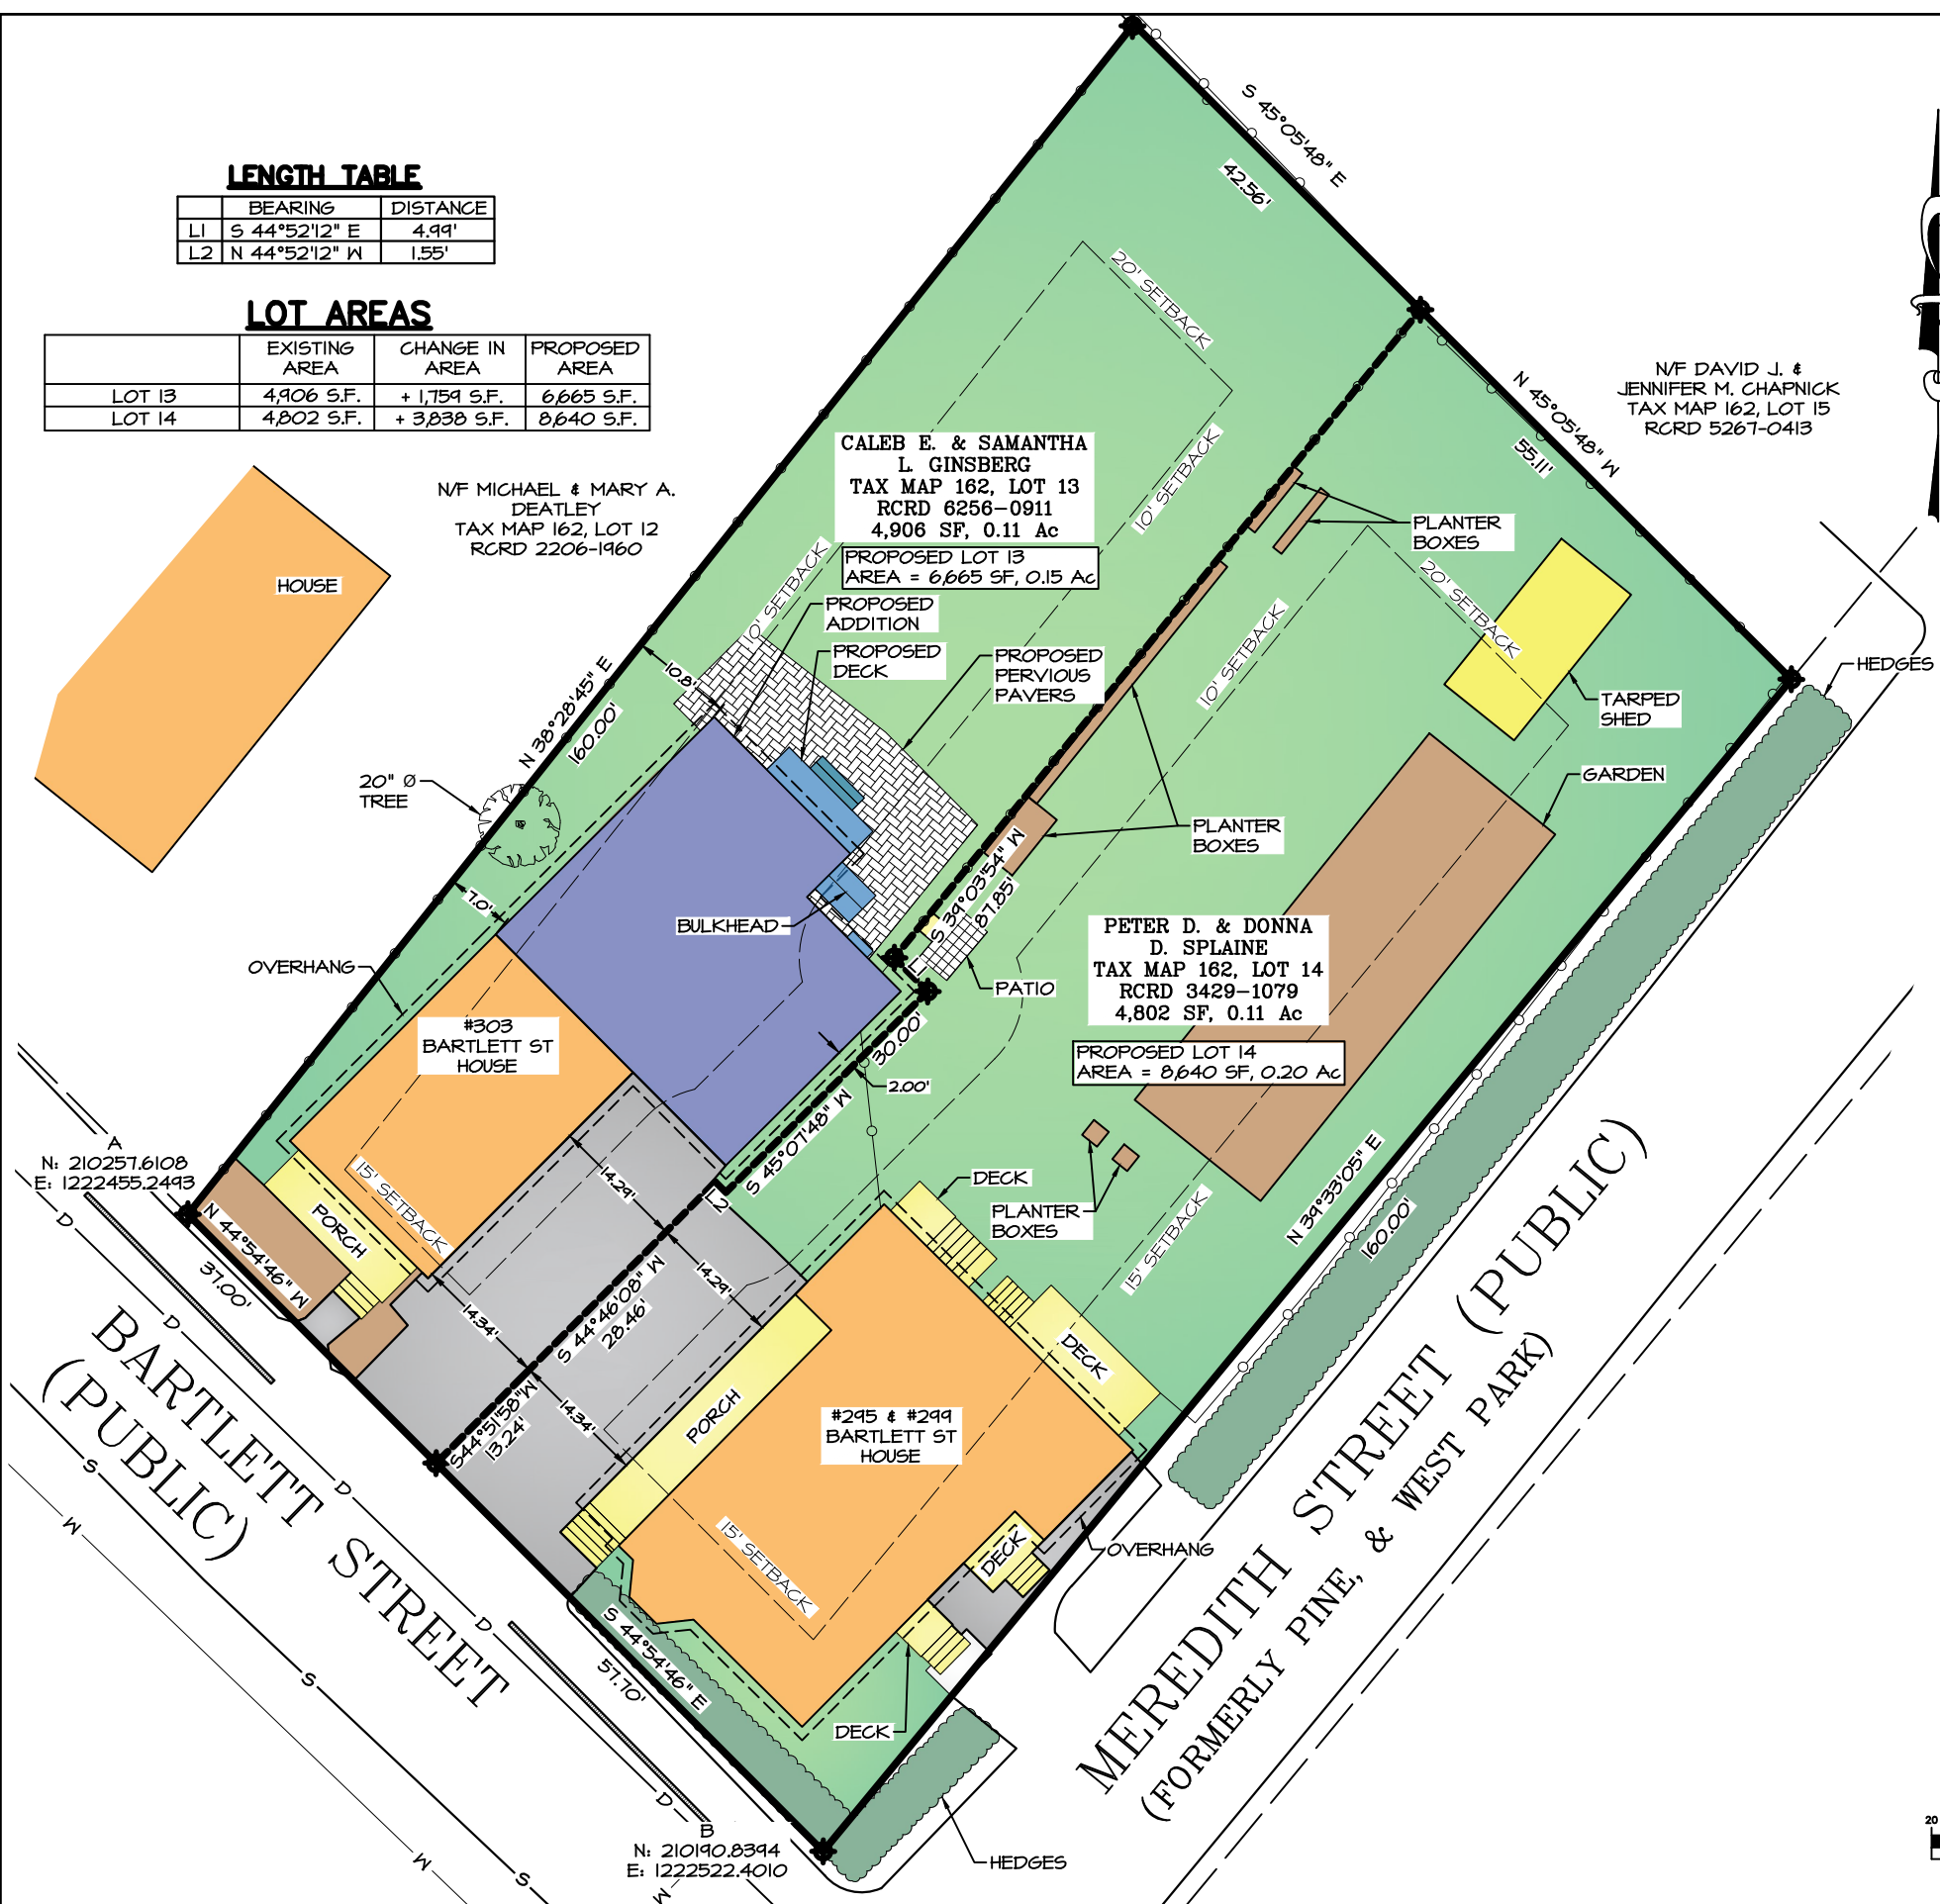 LENGTH TABLE
BEARING DISTANCE
L1 S 44°52'12" E 4.99'
L2 N 44°52'12" W 1.55'
LOT AREAS
EXISTING AREA CHANGE IN AREA PROPOSED AREA
LOT 13 4,906 S.F. + 1,759 S.F. 6,665 S.F.
LOT 14 4,802 S.F. + 3,838 S.F. 8,640 S.F.
S 45°05'48" E
42.56'
20' SETBACK
N/F DAVID J. &
JENNIFER M. CHAPNICK
TAX MAP 162, LOT 15
RCRD 5267-0413
N 45°05'48" W
55.11'
N/F MICHAEL & MARY A.
DEATLEY
TAX MAP 162, LOT 12
RCRD 2206-1960
HOUSE
CALEB E. & SAMANTHA
L. GINSBERG
TAX MAP 162, LOT 13
RCRD 6256-0911
4,906 SF, 0.11 Ac
PROPOSED LOT 13
AREA = 6,665 SF, 0.15 Ac
10' SETBACK
10' SETBACK
PLANTER
BOXES
20' SETBACK
PROPOSED
ADDITION
PROPOSED
DECK
PROPOSED
PERVIOUS
PAVERS
10' SETBACK
HEDGES
TARPED
SHED
10.8'
N 38°28'45" E
160.00'
20" Ø
TREE
GARDEN
PLANTER
BOXES
7.0'
BULKHEAD
S 39°03'54" W
87.85'
OVERHANG
L1
PATIO
PETER D. & DONNA
D. SPLAINE
TAX MAP 162, LOT 14
RCRD 3429-1079
4,802 SF, 0.11 Ac
PROPOSED LOT 14
AREA = 8,640 SF, 0.20 Ac
#303
BARTLETT ST
HOUSE
30.00'
2.00'
S 45°07'48" W
L2
A
N: 210257.6108
E: 1222455.2493
15' SETBACK
PORCH
N 44°54'46" W
37.00'
14.29'
14.29'
14.34'
14.34'
S 44°46'08" W
28.46'
S44°51'58"W
13.24'
DECK
PLANTER
BOXES
15' SETBACK
N 39°33'05" E
160.00'
DECK
PORCH
#295 & #299
BARTLETT ST
HOUSE
15' SETBACK
DECK
OVERHANG
DECK
S 44°54'46" E
57.70'
BARTLETT STREET
(PUBLIC)
MEREDITH STREET (PUBLIC)
(FORMERLY PINE, & WEST PARK)
D
D
D
D
D
S
S
S
W
W
W
B
N: 210190.8394
E: 1222522.4010
HEDGES
20